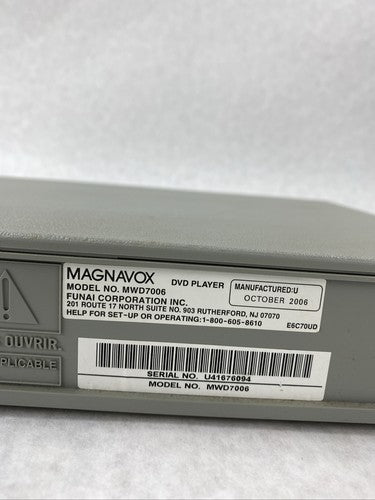 MAGNAVOX DVD PLAYER
MODEL NO. MWD7006
FUNAI CORPORATION INC.
201 ROUTE 17 NORTH SUITE NO. 903 RUTHERFORD, NJ 07070
HELP FOR SET-UP OR OPERATING:1-800-605-8610
MANUFACTURED:U
OCTOBER 2006
E6C70UD
OUVRIR.
PLICABLE
SERIAL NO. U41676094
MODEL NO. MWD7006